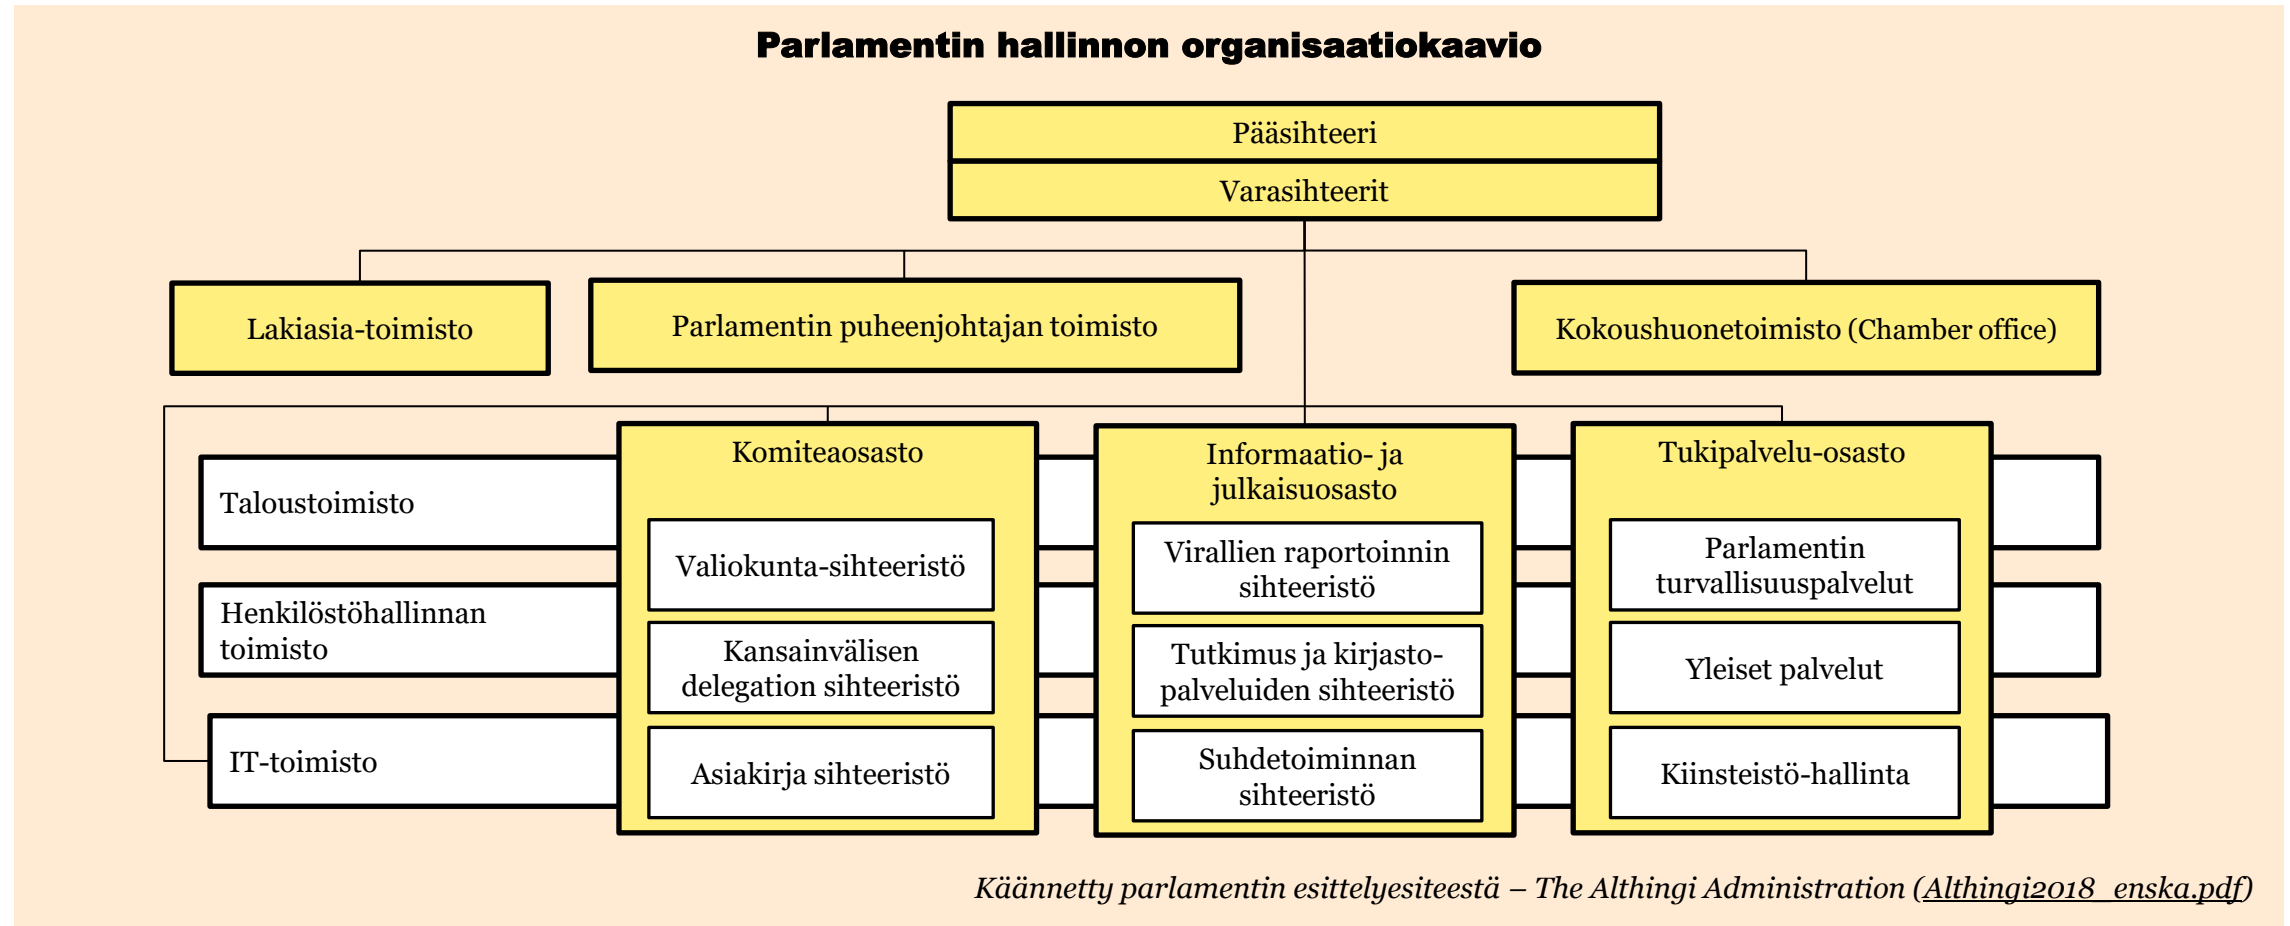 Parlamentin hallinnon organisaatiokaavio
Pääsihteeri
Varasihteerit
Lakiasia-toimisto
Parlamentin puheenjohtajan toimisto
Kokoushuonetoimisto (Chamber office)
Taloustoimisto
Henkilöstöhallinnan
toimisto
IT-toimisto
Komiteaosasto
Valiokunta-sihteeristö
Kansainvälisen
delegation sihteeristö
Asiakirja sihteeristö
Informaatio- ja
julkaisuosasto
Virallien raportoinnin
sihteeristö
Tutkimus ja kirjasto-
palveluiden sihteeristö
Suhdetoiminnan
sihteeristö
Tukipalvelu-osasto
Parlamentin
turvallisuuspalvelut
Yleiset palvelut
Kiinsteistö-hallinta
Käännetty parlamentin esittelyesiteestä – The Althingi Administration (Althingi2018_enska.pdf)